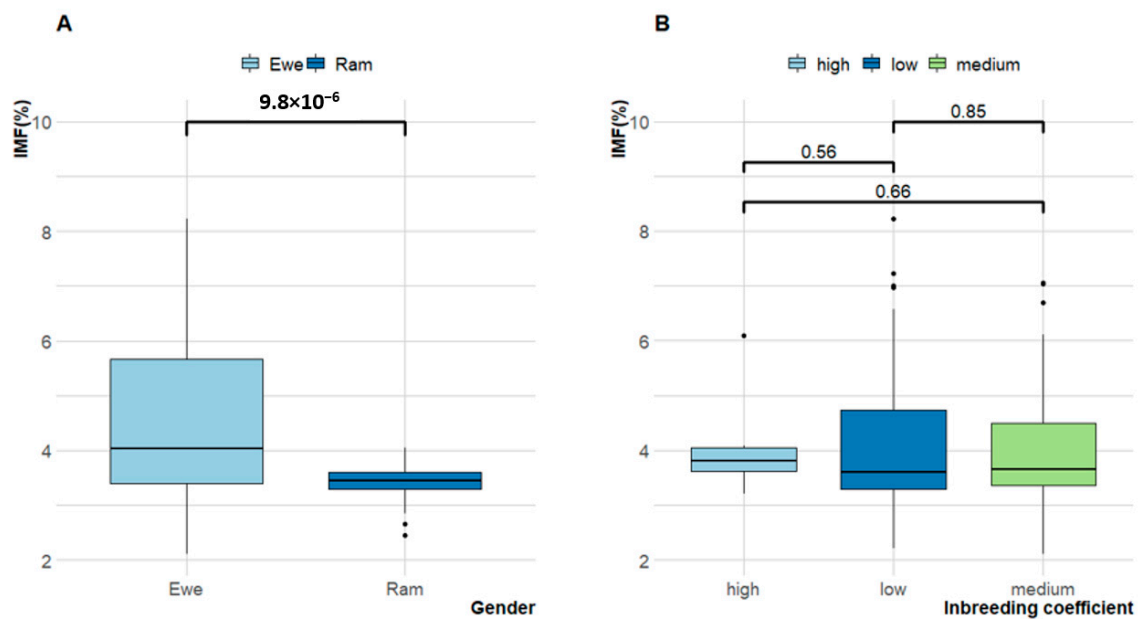 A
Ewe Ram
9.8×10⁻⁶
IMF(%)
10
8
6
4
2
Ewe Ram
Gender
B
high low medium
0.85
0.56
0.66
IMF(%)
10
8
6
4
2
high low medium
Inbreeding coefficient